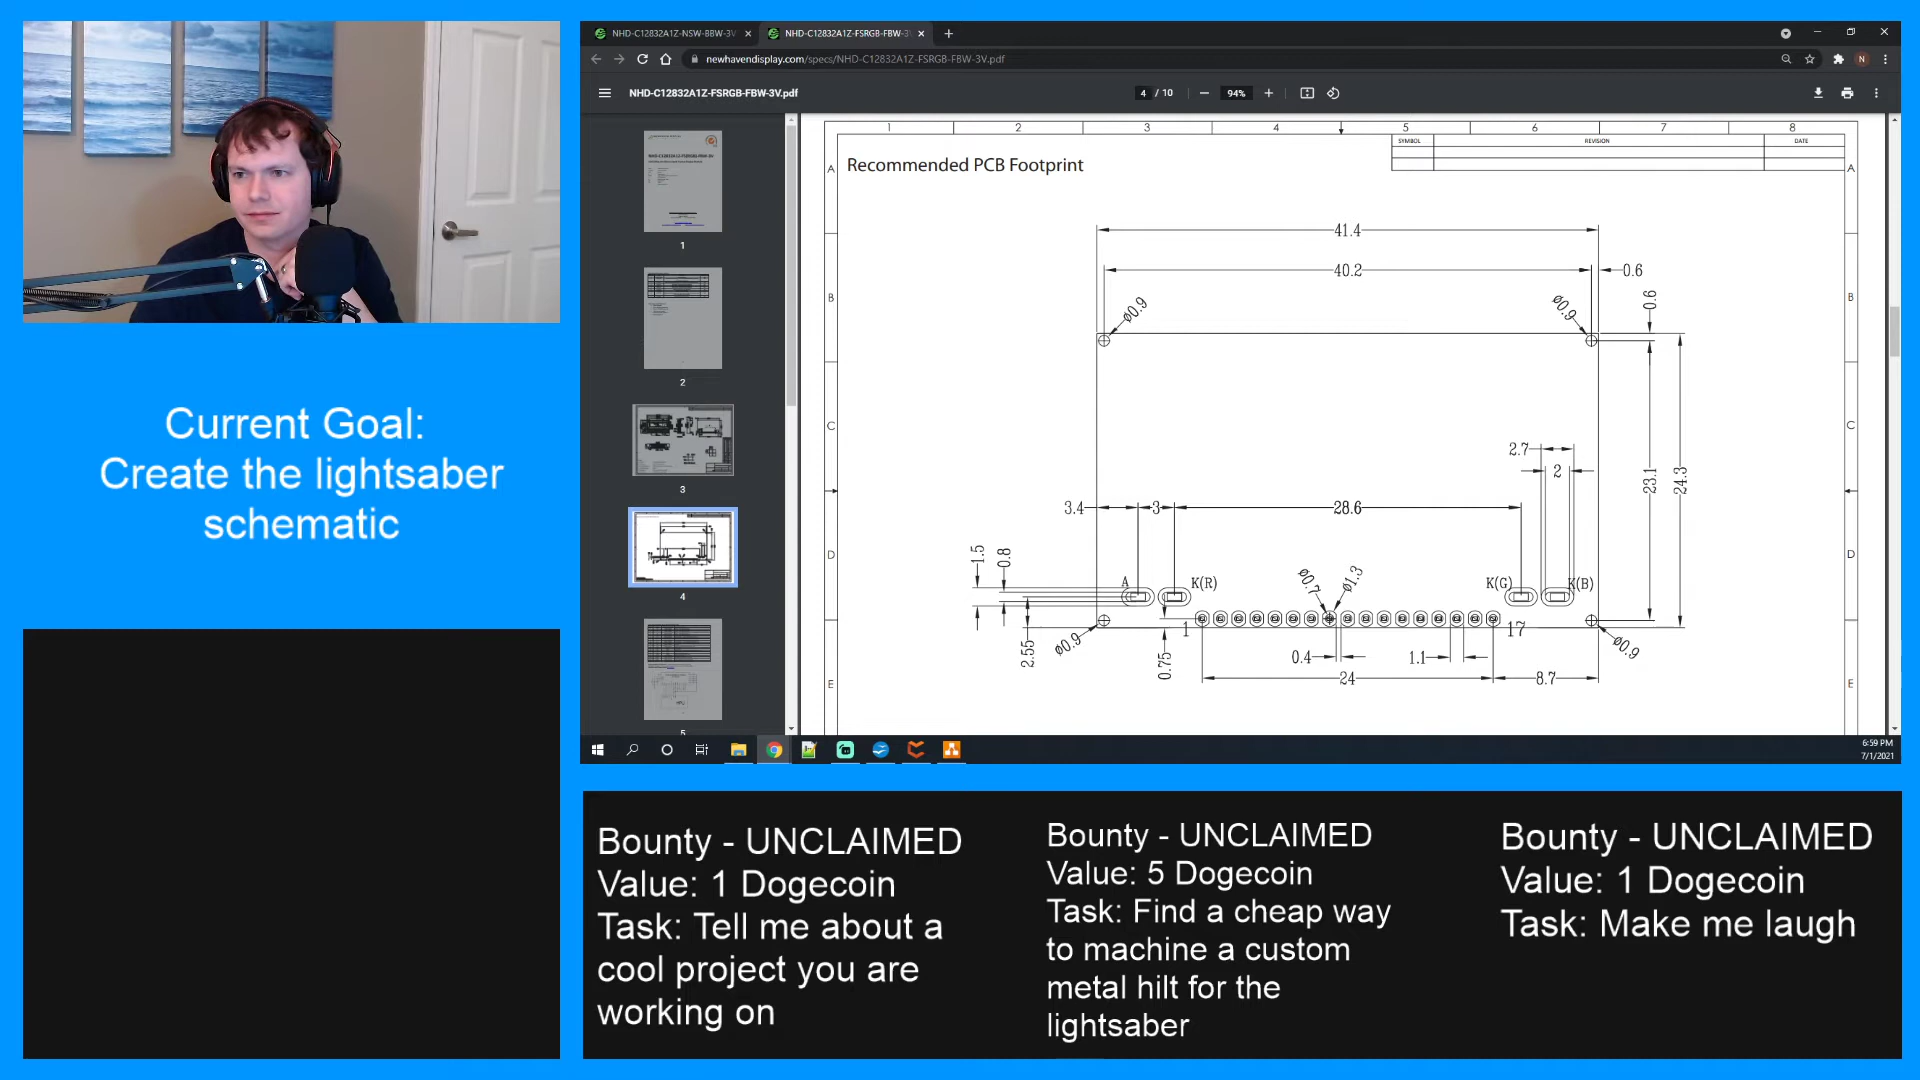 NHD-C12832A1Z-NSW-BBW-3V
NHD-C12832A1Z-FSRGB-FBW-3V
newhavendisplay.com/specs/NHD-C12832A1Z-FSRGB-FBW-3V.pdf
N
NHD-C12832A1Z-FSRGB-FBW-3V.pdf
4 / 10
94%
1
2
3
4
5
1 2 3 4 5 6 7 8
SYMBOL REVISION DATE
A A
Recommended PCB Footprint
41.4
40.2 0.6
B B
ø0.9 ø0.9 0.6
C C
2.7
2
23.1 24.3
3.4 3 28.6
D D
1.5 0.8
A K(R) ø0.7 ø1.3 K(G) K(B)
1 17
2.55 ø0.9 0.75 ø0.9
0.4 1.1
24 8.7
E E
6:59 PM
7/1/2021
Current Goal:
Create the lightsaber
schematic
Bounty - UNCLAIMED
Value: 1 Dogecoin
Task: Tell me about a
cool project you are
working on
Bounty - UNCLAIMED
Value: 5 Dogecoin
Task: Find a cheap way
to machine a custom
metal hilt for the
lightsaber
Bounty - UNCLAIMED
Value: 1 Dogecoin
Task: Make me laugh